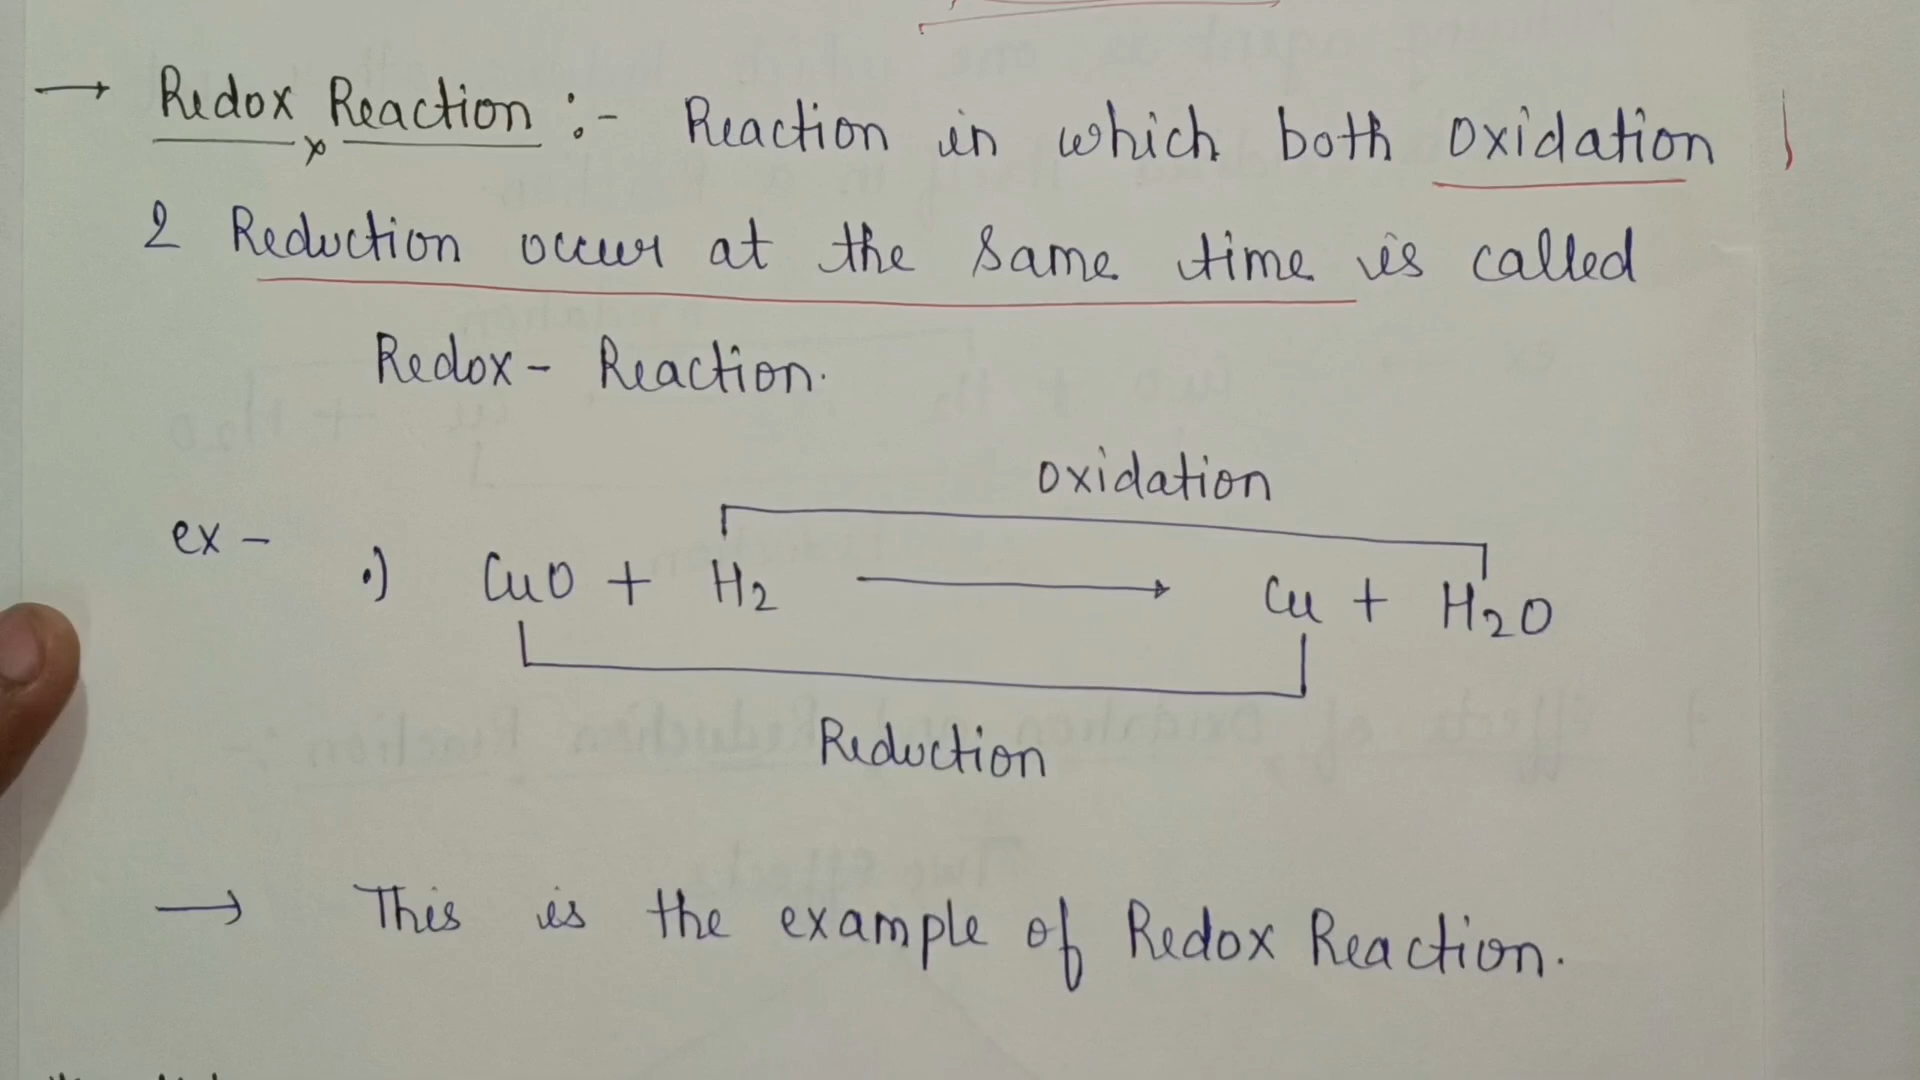 → Redox Reaction :- Reaction in which both oxidation
2 Reduction occur at the same time is called
Redox - Reaction.
oxidation
ex - •) CuO + H2 → Cu + H2O
Reduction
→ This is the example of Redox Reaction.